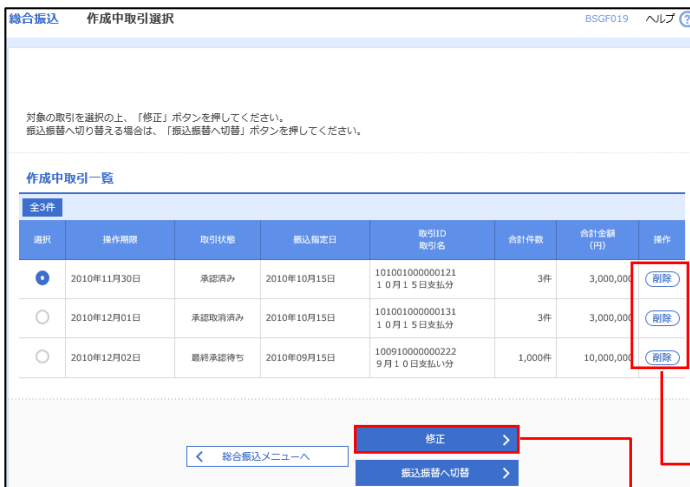 総合振込 作成中取引選択 BSGF019 ヘルプ ?
対象の取引を選択の上、「修正」ボタンを押してください。
振込振替へ切り替える場合は、「振込振替へ切替」ボタンを押してください。
作成中取引一覧
全3件
選択 操作期限 取引状態 振込指定日 取引ID 合計件数 合計金額 操作
取引名 (円)
2010年11月30日 承認済み 2010年10月15日 101001000000121 3件 3,000,000 削除
10月15日支払分
2010年12月01日 承認取消済み 2010年10月15日 101001000000131 3件 3,000,000 削除
10月15日支払分
2010年12月02日 最終承認待ち 2010年09月15日 100910000000222 1,000件 10,000,000 削除
9月10日支払い分
修正
総合振込メニューへ
振込振替へ切替